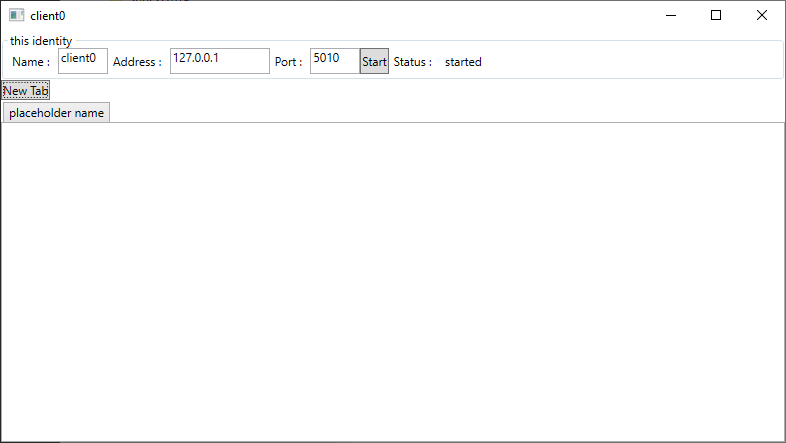 client0
this identity
Name : client0 Address : 127.0.0.1 Port : 5010 Start Status : started
New Tab
placeholder name